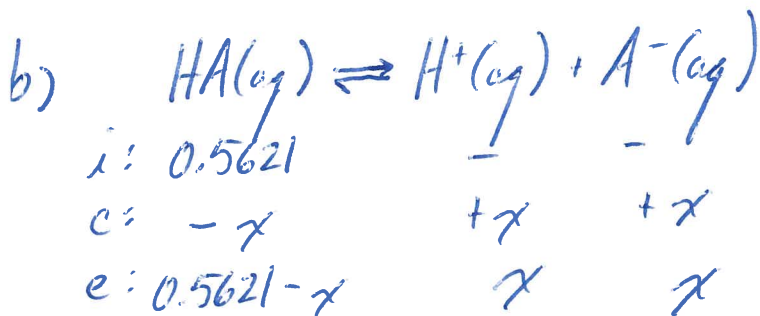 b) HA(aq) ⇌ H⁺(aq) + A⁻(aq)
i: 0.5621 - -
c: - x + x + x
e: 0.5621 - x x x